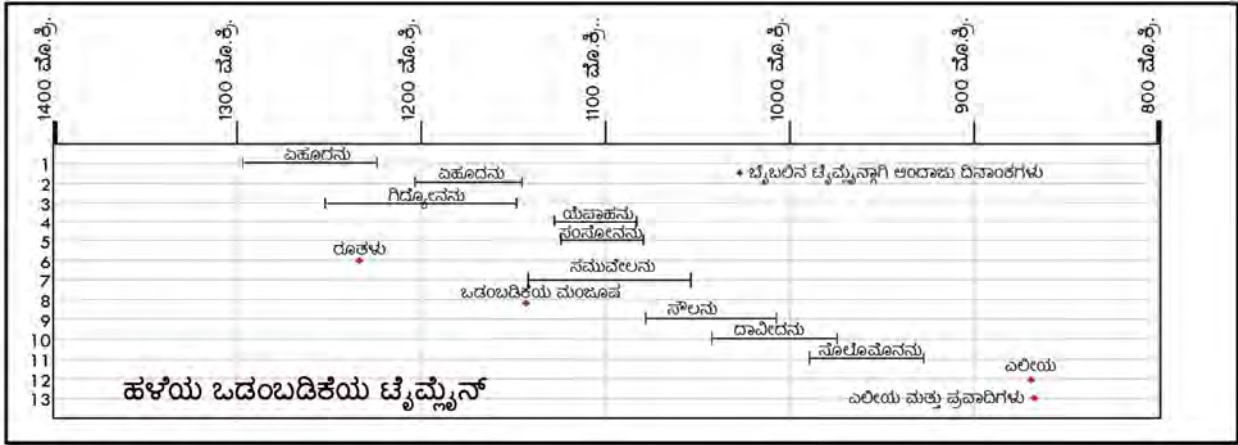 1400 ಮೊ.ಕ್ರಿ.
1300 ಮೊ.ಕ್ರಿ.
1200 ಮೊ.ಕ್ರಿ.
1100 ಮೊ.ಕ್ರಿ.
1000 ಮೊ.ಕ್ರಿ.
900 ಮೊ.ಕ್ರಿ.
800 ಮೊ.ಕ್ರಿ.
1 ಏಹೂದನು
2 ಏಹೂದನು
* ಬೈಬಲಿನ ಟೈಮ್ಲೈನ್ಗಾಗಿ ಅಂದಾಜು ದಿನಾಂಕಗಳು
3 ಗಿದ್ಯೋನನು
4 ಯೆಪ್ತಾಹನು
5 ಸಂಸೋನನು
6 ರೂತಳು
7 ಸಮುವೇಲನು
8 ಒಡಂಬಡಿಕೆಯ ಮಂಜೂಷ
9 ಸೌಲನು
10 ದಾವೀದನು
11 ಸೊಲೊಮೋನನು
12 ಎಲೀಯ
13 ಎಲೀಯ ಮತ್ತು ಪ್ರವಾದಿಗಳು
ಹಳೆಯ ಒಡಂಬಡಿಕೆಯ ಟೈಮ್ಲೈನ್